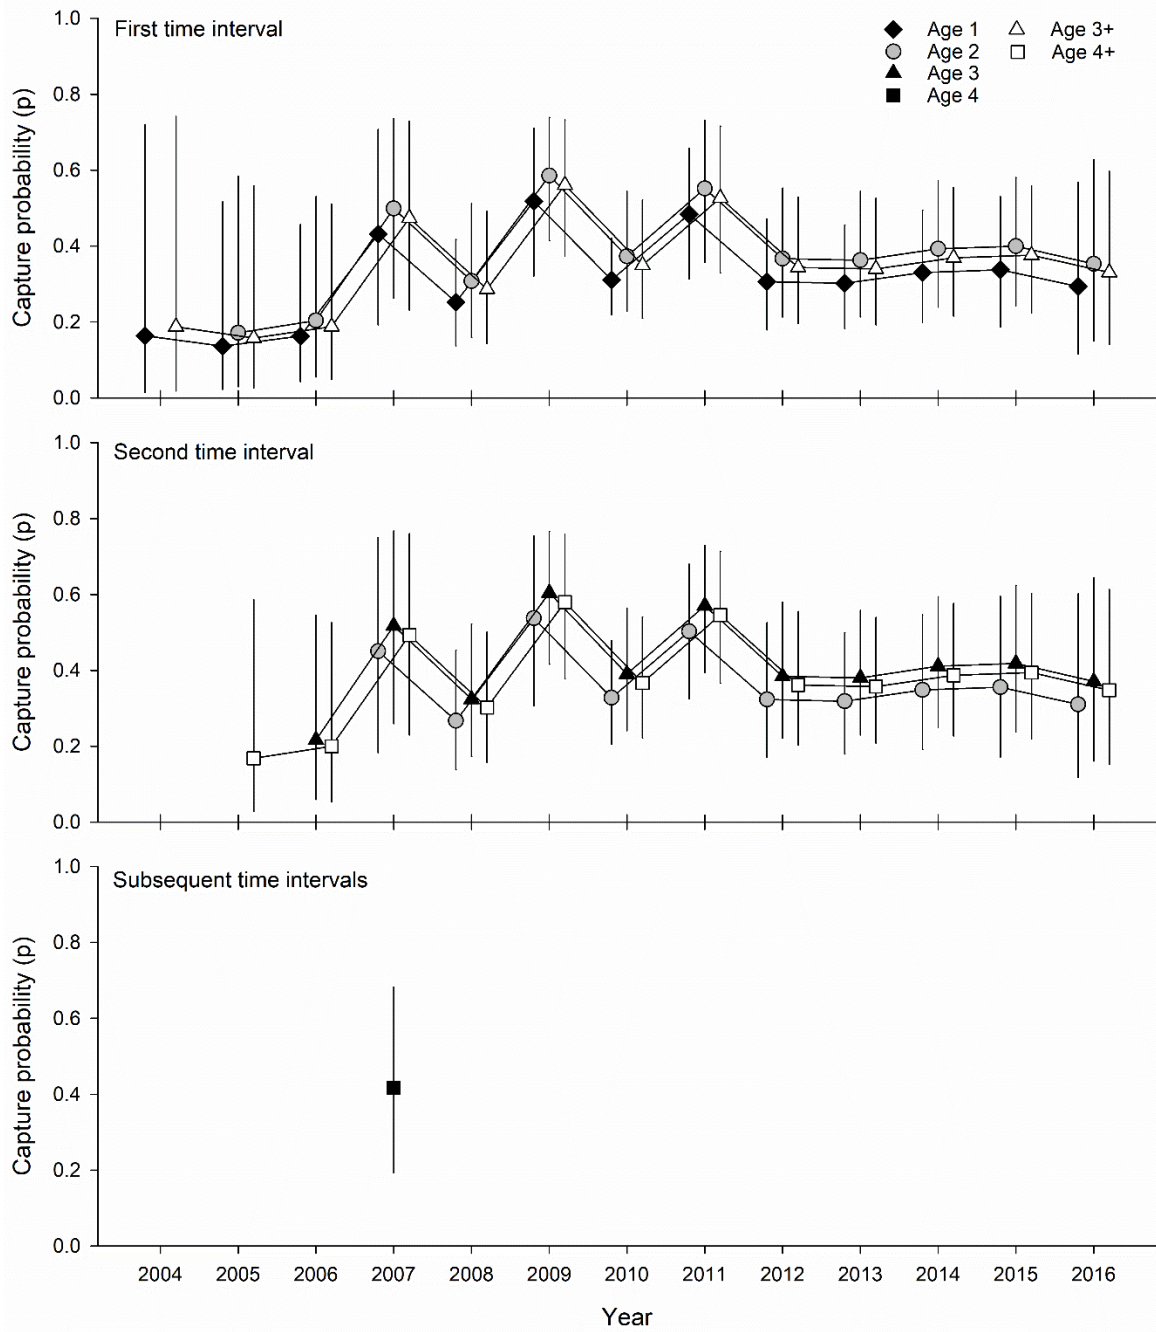 First time interval
Age 1
Age 2
Age 3
Age 4
Age 3+
Age 4+
Capture probability (p)
1.0
0.8
0.6
0.4
0.2
0.0
Second time interval
Capture probability (p)
1.0
0.8
0.6
0.4
0.2
0.0
Subsequent time intervals
Capture probability (p)
1.0
0.8
0.6
0.4
0.2
0.0
2004 2005 2006 2007 2008 2009 2010 2011 2012 2013 2014 2015 2016
Year